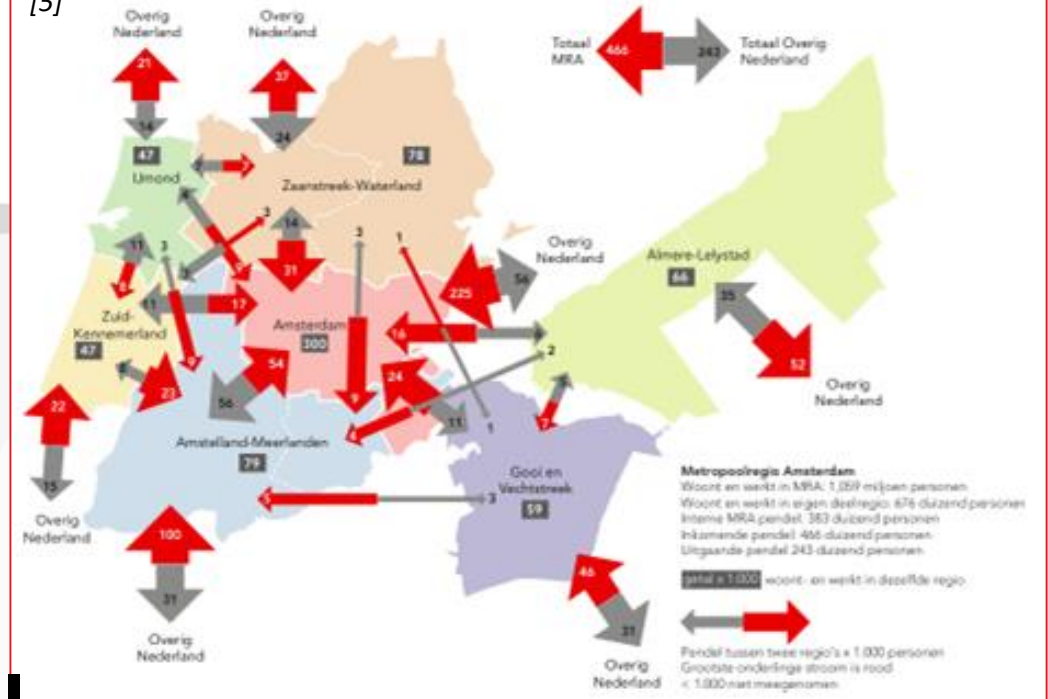 [5]
Overig
Nederland
Overig
Nederland
Totaal
MRA
466
243
Totaal Overig
Nederland
21
14
37
24
47
IJmond
78
Zaanstreek-Waterland
7
14
31
3
1
11
8
3
Overig
Nederland
56
225
Almere-Lelystad
66
35
52
Overig
Nederland
11
17
Zuid-
Kennemerland
47
Amsterdam
300
16
2
9
54
56
24
11
9
4
7
1
23
22
15
Overig
Nederland
Amstelland-Meerlanden
79
5
3
Gooi en
Vechtstreek
59
100
31
Overig
Nederland
46
31
Overig
Nederland
Metropoolregio Amsterdam
Woont en werkt in MRA: 1,059 miljoen personen
Woont en werkt in eigen deelregio: 676 duizend personen
Interne MRA pendel: 383 duizend personen
Inkomende pendel: 466 duizend personen
Uitgaande pendel 243 duizend personen
getal x 1.000 woont- en werkt in dezelfde regio
Pendel tussen twee regio's x 1.000 personen
Grootste onderlinge stroom is rood
< 1.000 niet meegenomen